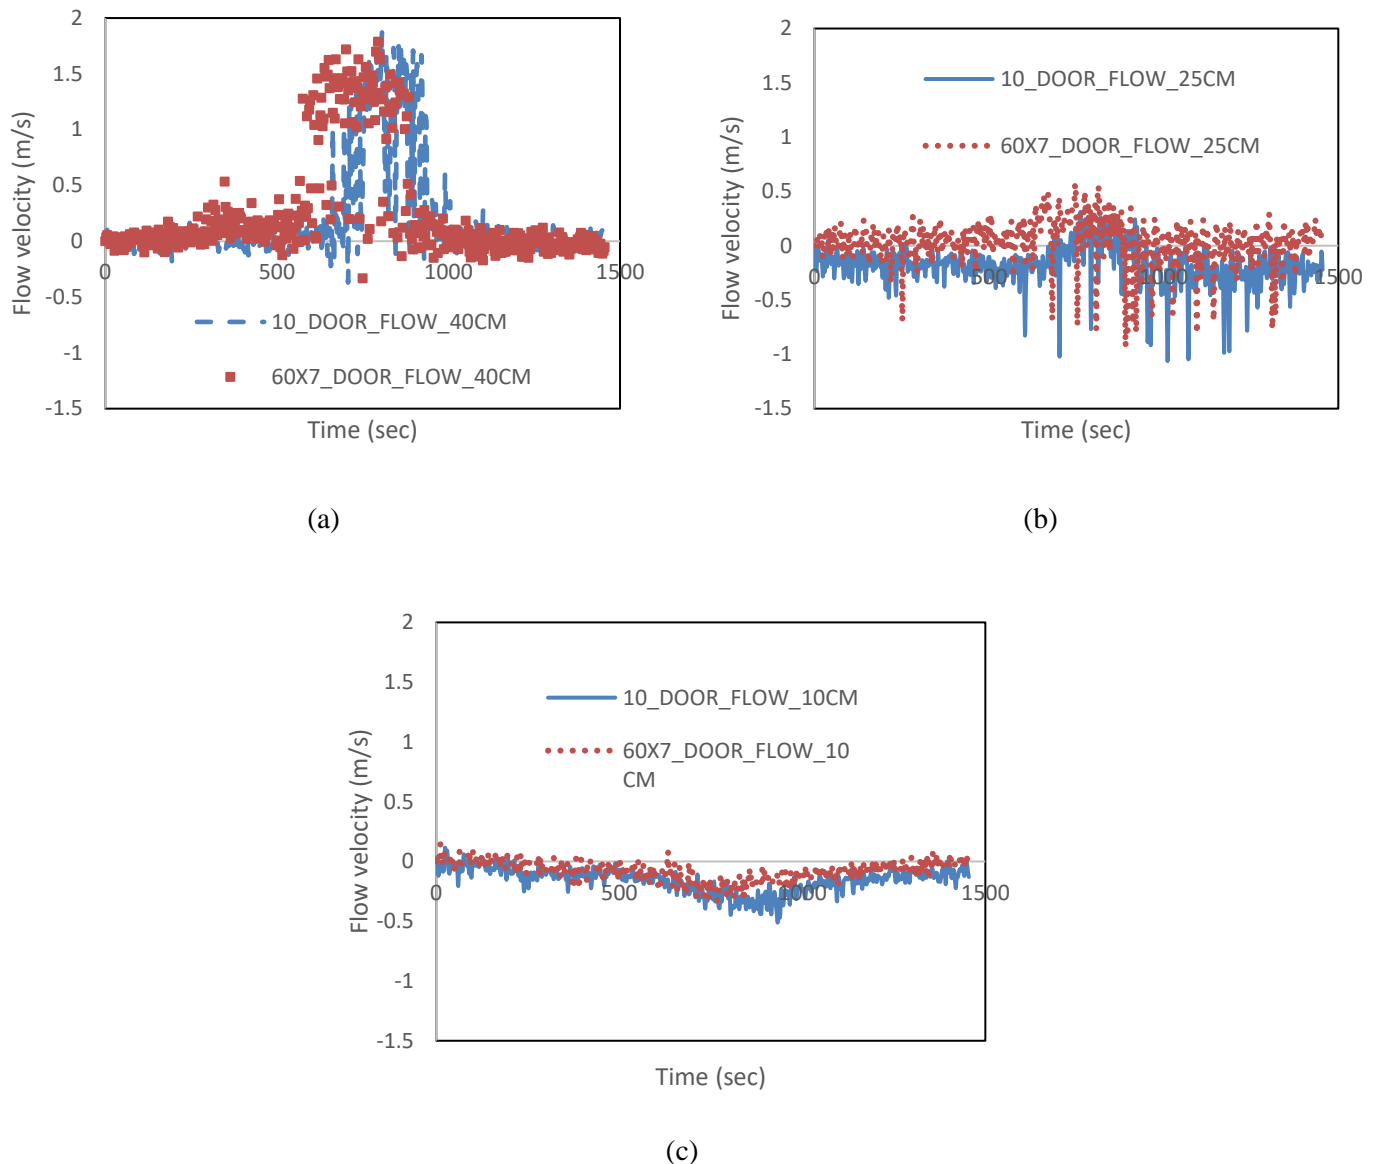 2
1.5
1
0.5
0
-0.5
-1
-1.5
0
500
1000
1500
Flow velocity (m/s)
Time (sec)
10_DOOR_FLOW_40CM
60X7_DOOR_FLOW_40CM
(a)
2
1.5
1
0.5
0
-0.5
-1
-1.5
0
500
1000
1500
Flow velocity (m/s)
Time (sec)
10_DOOR_FLOW_25CM
60X7_DOOR_FLOW_25CM
(b)
2
1.5
1
0.5
0
-0.5
-1
-1.5
0
500
1000
1500
Flow velocity (m/s)
Time (sec)
10_DOOR_FLOW_10CM
60X7_DOOR_FLOW_10
CM
(c)